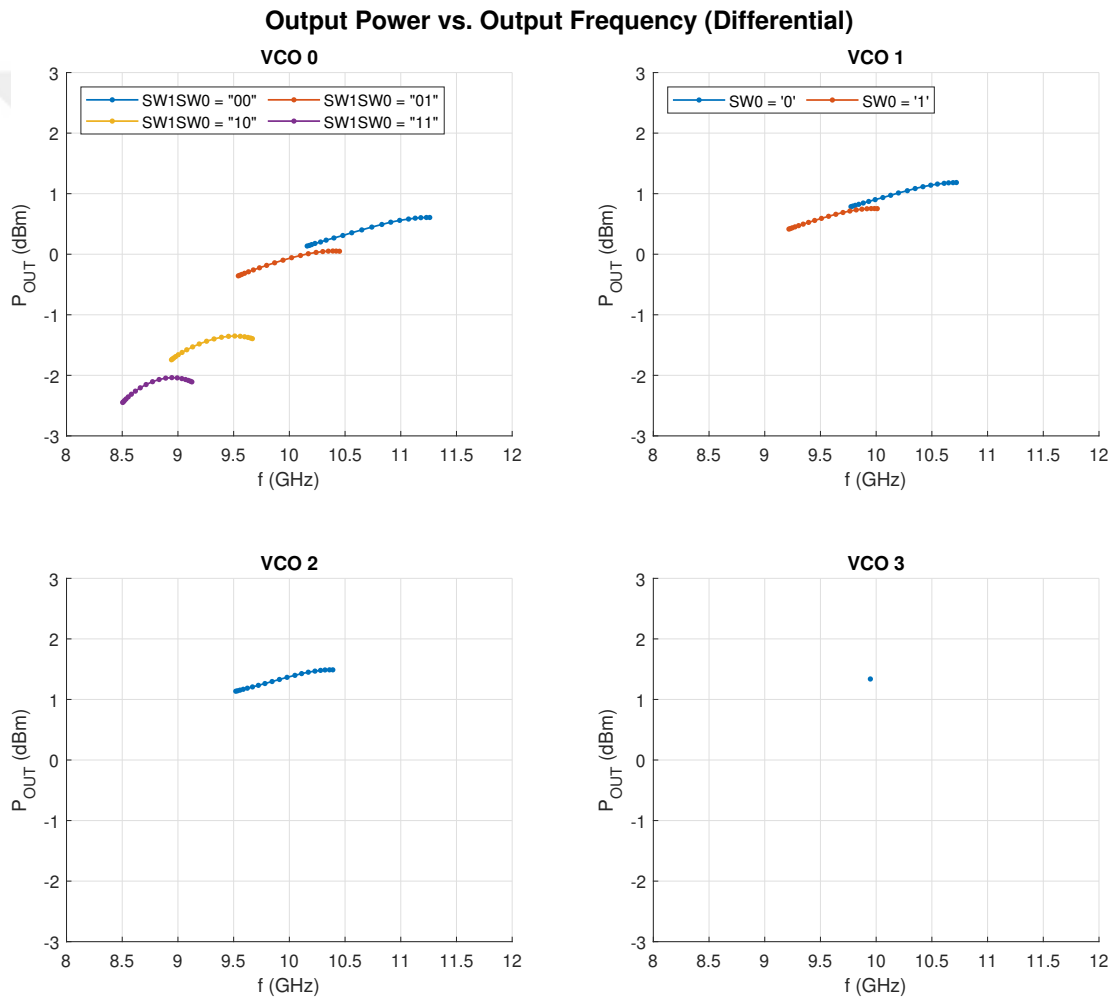 Output Power vs. Output Frequency (Differential)
VCO 0
SW1SW0 = "00" SW1SW0 = "01"
SW1SW0 = "10" SW1SW0 = "11"
3
2
1
0
-1
-2
-3
P_OUT (dBm)
8 8.5 9 9.5 10 10.5 11 11.5 12
f (GHz)
VCO 1
SW0 = '0' SW0 = '1'
3
2
1
0
-1
-2
-3
P_OUT (dBm)
8 8.5 9 9.5 10 10.5 11 11.5 12
f (GHz)
VCO 2
3
2
1
0
-1
-2
-3
P_OUT (dBm)
8 8.5 9 9.5 10 10.5 11 11.5 12
f (GHz)
VCO 3
3
2
1
0
-1
-2
-3
P_OUT (dBm)
8 8.5 9 9.5 10 10.5 11 11.5 12
f (GHz)